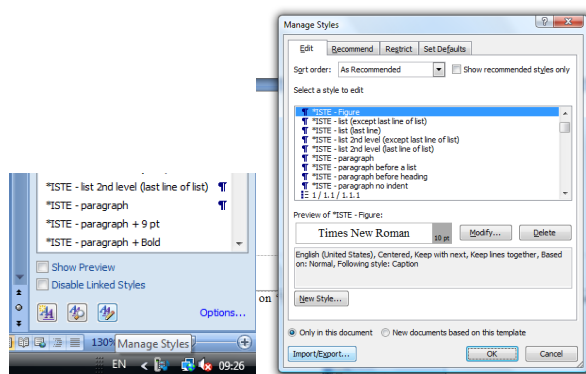 *ISTE - list 2nd level (last line of list) ¶
*ISTE - paragraph ¶
*ISTE - paragraph + 9 pt
*ISTE - paragraph + Bold
Show Preview
Disable Linked Styles
Options...
130%
Manage Styles
EN < 09:26
on
Manage Styles
Edit Recommend Restrict Set Defaults
Sort order: As Recommended Show recommended styles only
Select a style to edit
¶ *ISTE - Figure
¶ *ISTE - list (except last line of list)
¶ *ISTE - list (last line)
¶ *ISTE - list 2nd level (except last line of list)
¶ *ISTE - list 2nd level (last line of list)
¶ *ISTE - paragraph
¶ *ISTE - paragraph before a list
¶ *ISTE - paragraph before heading
¶ *ISTE - paragraph no indent
1 / 1.1 / 1.1.1
Preview of *ISTE - Figure:
Times New Roman 10 pt Modify... Delete
English (United States), Centered, Keep with next, Keep lines together, Based
on: Normal, Following style: Caption
New Style...
Only in this document New documents based on this template
Import/Export... OK Cancel